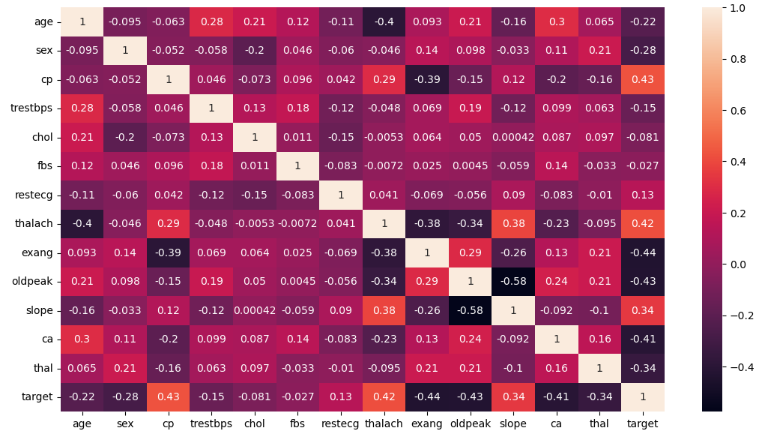 age 1 -0.095 -0.063 0.28 0.21 0.12 -0.11 -0.4 0.093 0.21 -0.16 0.3 0.065 -0.22
sex -0.095 1 -0.052 -0.058 -0.2 0.046 -0.06 -0.046 0.14 0.098 -0.033 0.11 0.21 -0.28
cp -0.063 -0.052 1 0.046 -0.073 0.096 0.042 0.29 -0.39 -0.15 0.12 -0.2 -0.16 0.43
trestbps 0.28 -0.058 0.046 1 0.13 0.18 -0.12 -0.048 0.069 0.19 -0.12 0.099 0.063 -0.15
chol 0.21 -0.2 -0.073 0.13 1 0.011 -0.15 -0.0053 0.064 0.05 0.00042 0.087 0.097 -0.081
fbs 0.12 0.046 0.096 0.18 0.011 1 -0.083 -0.0072 0.025 0.0045 -0.059 0.14 -0.033 -0.027
restecg -0.11 -0.06 0.042 -0.12 -0.15 -0.083 1 0.041 -0.069 -0.056 0.09 -0.083 -0.01 0.13
thalach -0.4 -0.046 0.29 -0.048 -0.0053 -0.0072 0.041 1 -0.38 -0.34 0.38 -0.23 -0.095 0.42
exang 0.093 0.14 -0.39 0.069 0.064 0.025 -0.069 -0.38 1 0.29 -0.26 0.13 0.21 -0.44
oldpeak 0.21 0.098 -0.15 0.19 0.05 0.0045 -0.056 -0.34 0.29 1 -0.58 0.24 0.21 -0.43
slope -0.16 -0.033 0.12 -0.12 0.00042 -0.059 0.09 0.38 -0.26 -0.58 1 -0.092 -0.1 0.34
ca 0.3 0.11 -0.2 0.099 0.087 0.14 -0.083 -0.23 0.13 0.24 -0.092 1 0.16 -0.41
thal 0.065 0.21 -0.16 0.063 0.097 -0.033 -0.01 -0.095 0.21 0.21 -0.1 0.16 1 -0.34
target -0.22 -0.28 0.43 -0.15 -0.081 -0.027 0.13 0.42 -0.44 -0.43 0.34 -0.41 -0.34 1
age sex cp trestbps chol fbs restecg thalach exang oldpeak slope ca thal target
1.0
0.8
0.6
0.4
0.2
0.0
−0.2
−0.4